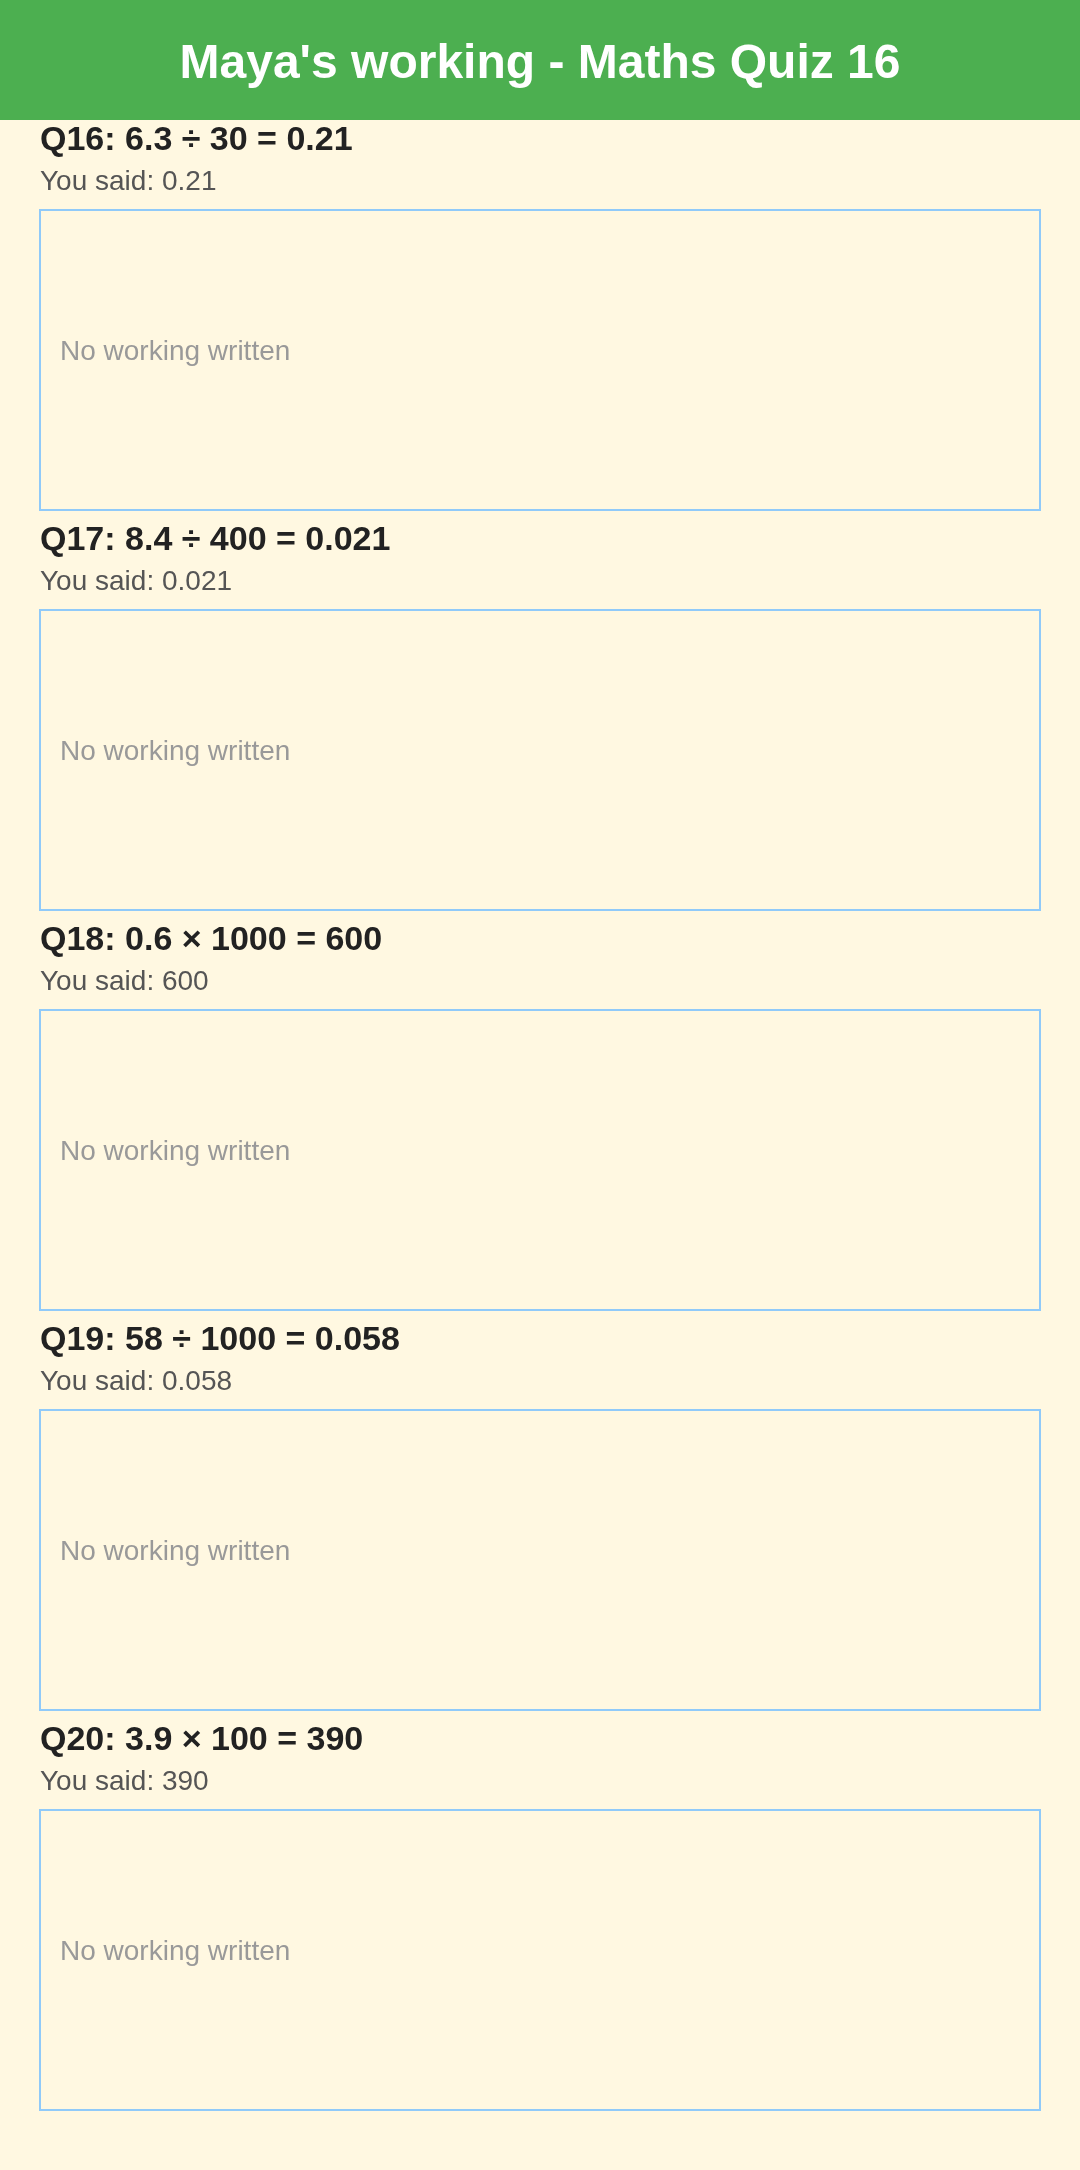 Maya's working - Maths Quiz 16
Q16: 6.3 ÷ 30 = 0.21
You said: 0.21
No working written
Q17: 8.4 ÷ 400 = 0.021
You said: 0.021
No working written
Q18: 0.6 × 1000 = 600
You said: 600
No working written
Q19: 58 ÷ 1000 = 0.058
You said: 0.058
No working written
Q20: 3.9 × 100 = 390
You said: 390
No working written